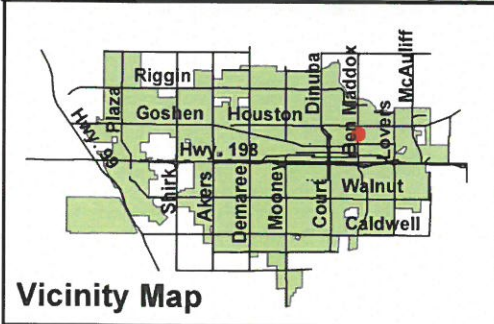 Riggin
Goshen
Houston
Hwy. 198
Walnut
Caldwell
Hwy. 99
Plaza
Shirk
Akers
Demaree
Mooney
Court
Dinuba
Ben Maddox
Lovers
McAuliff
Vicinity Map